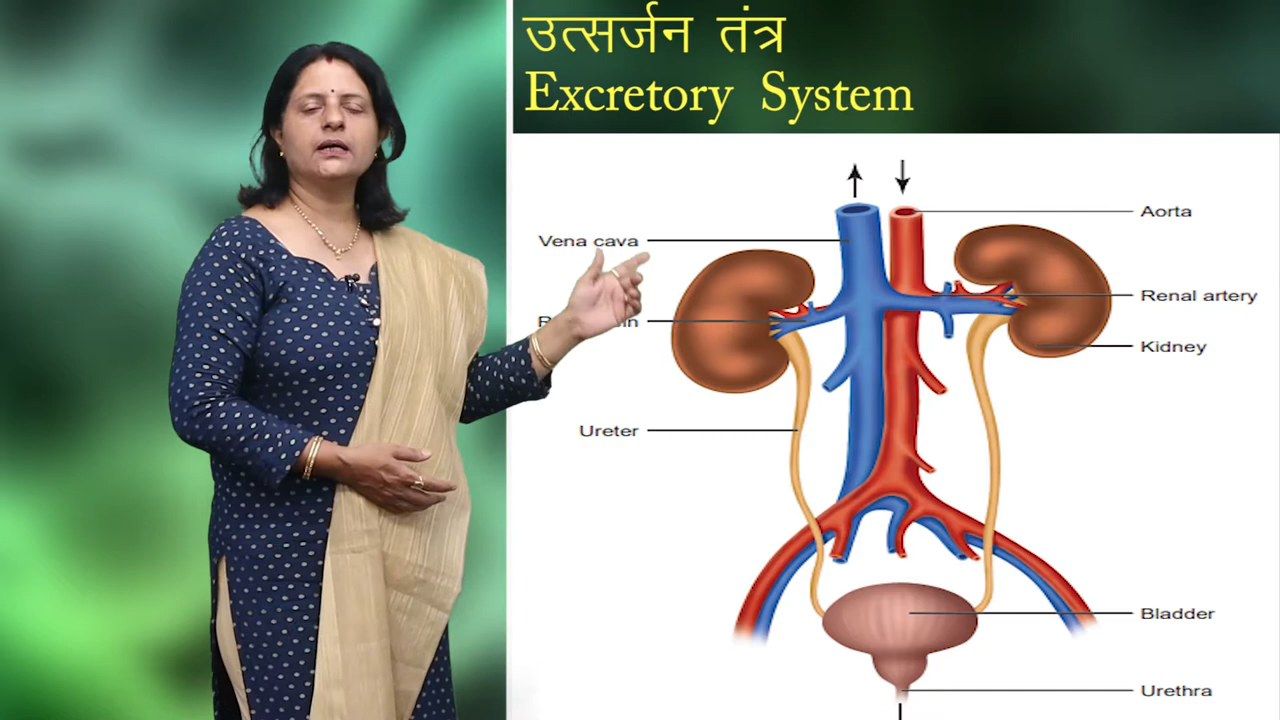 उत्सर्जन तंत्र
Excretory System
Aorta
Vena cava
Renal artery
Kidney
Ureter
Bladder
Urethra